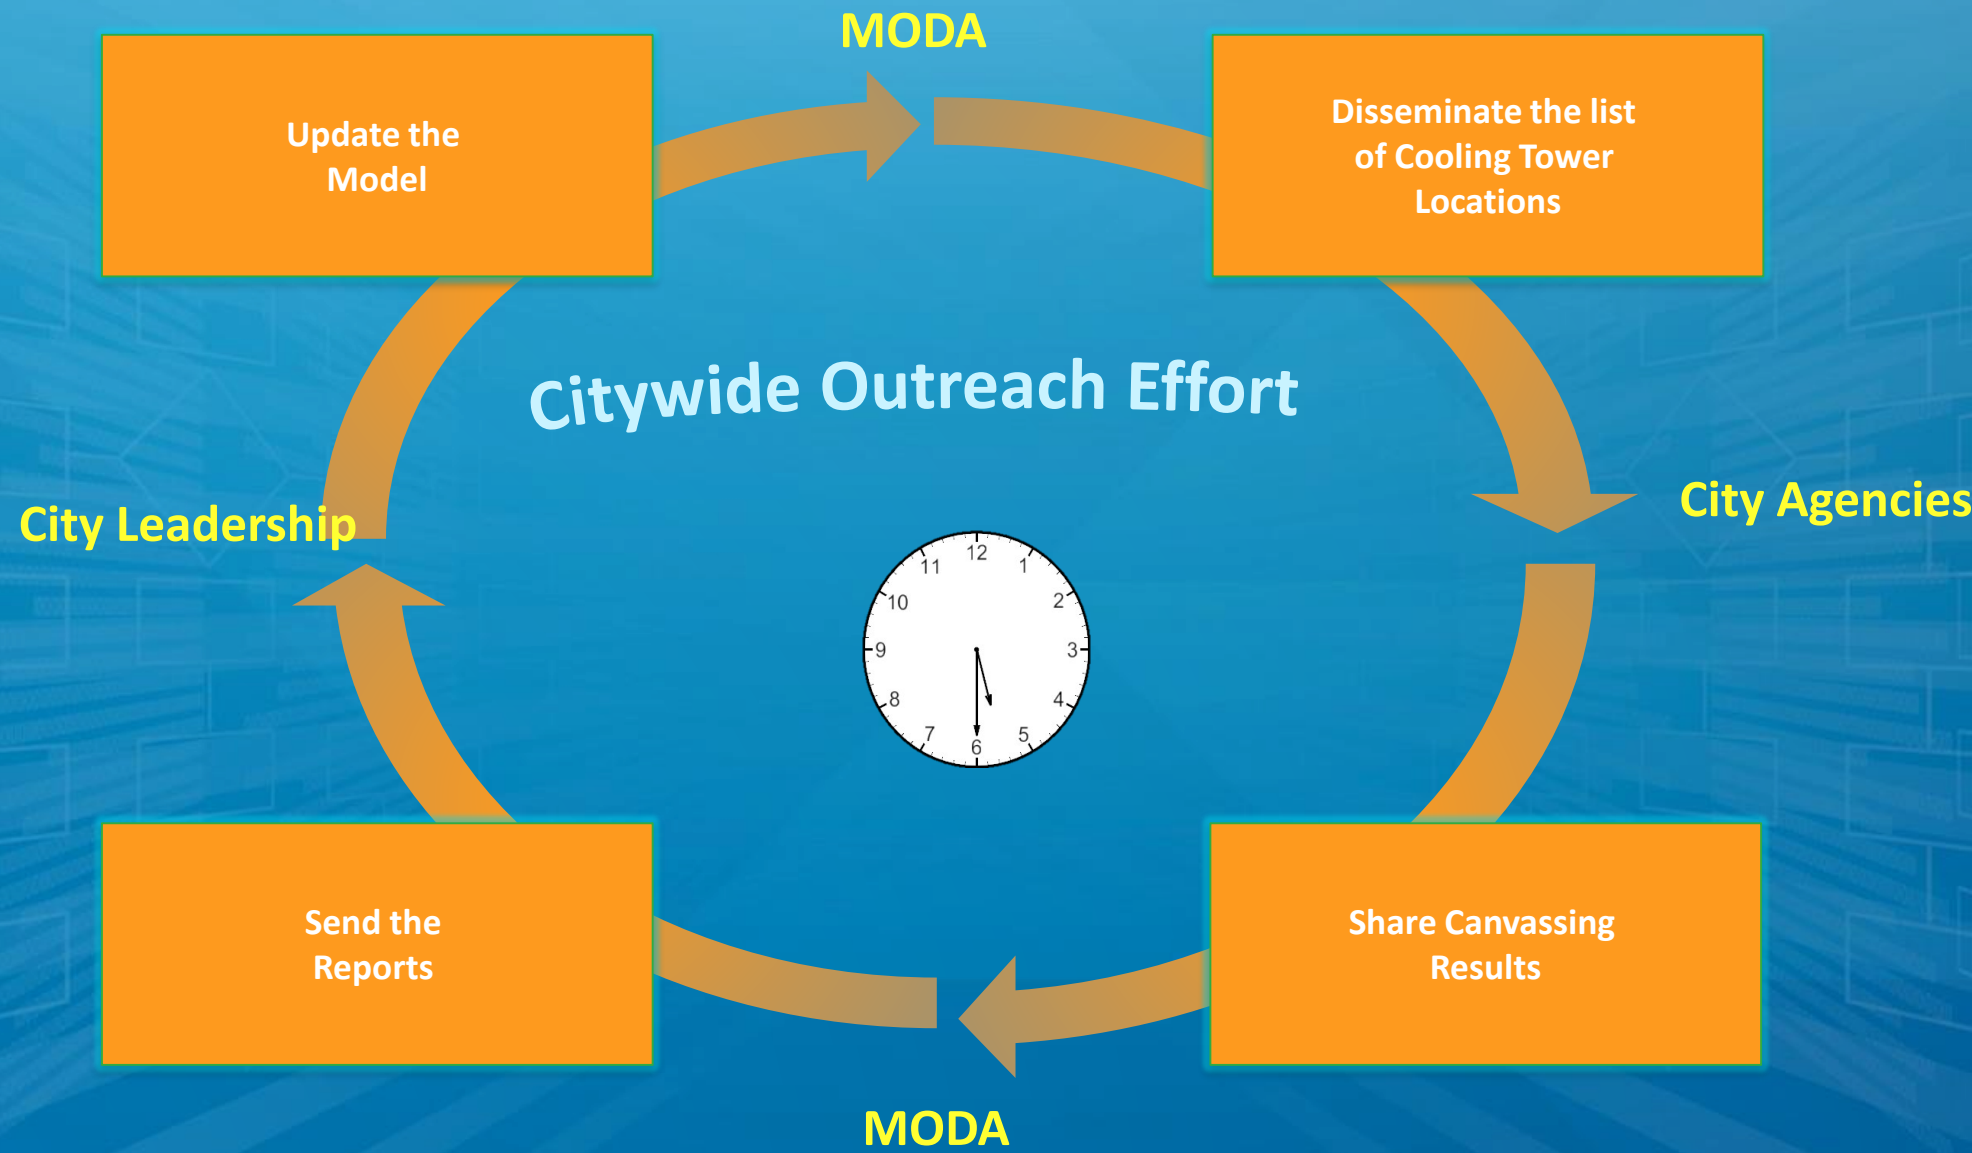 MODA
Update the
Model
Disseminate the list
of Cooling Tower
Locations
Citywide Outreach Effort
City Leadership
City Agencies
12
11
1
10
2
9
3
8
4
7
5
6
Send the
Reports
Share Canvassing
Results
MODA